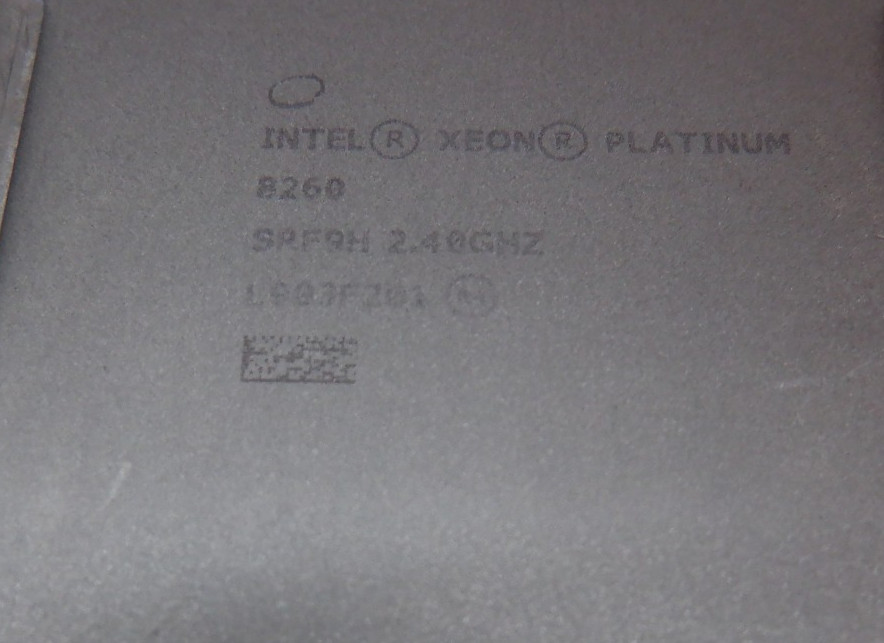 INTEL® XEON® PLATINUM
8260
SRF9H 2.40GHZ